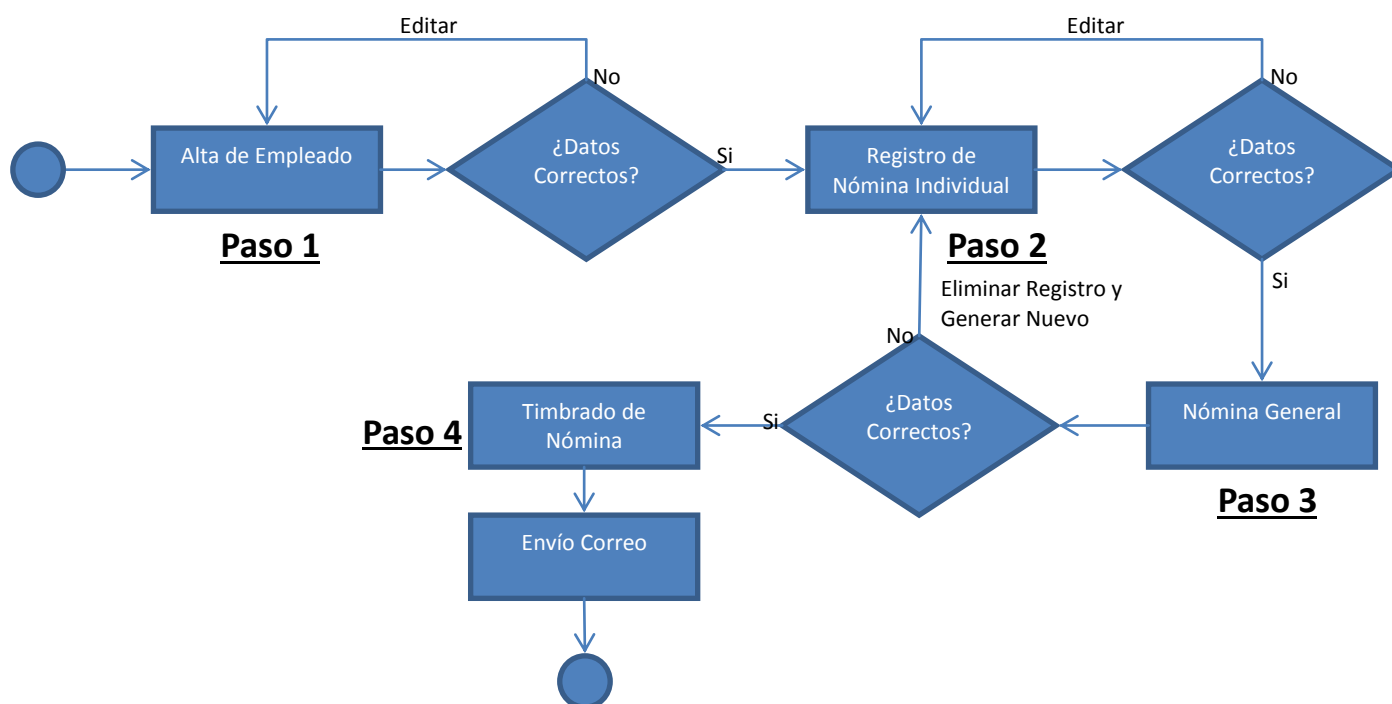 Editar
No
Alta de Empleado
¿Datos
Correctos?
Si
Paso 1
Editar
No
Registro de
Nómina Individual
¿Datos
Correctos?
Si
Paso 2
Eliminar Registro y
Generar Nuevo
No
Nómina General
Paso 3
¿Datos
Correctos?
Si
Timbrado de
Nómina
Paso 4
Envío Correo